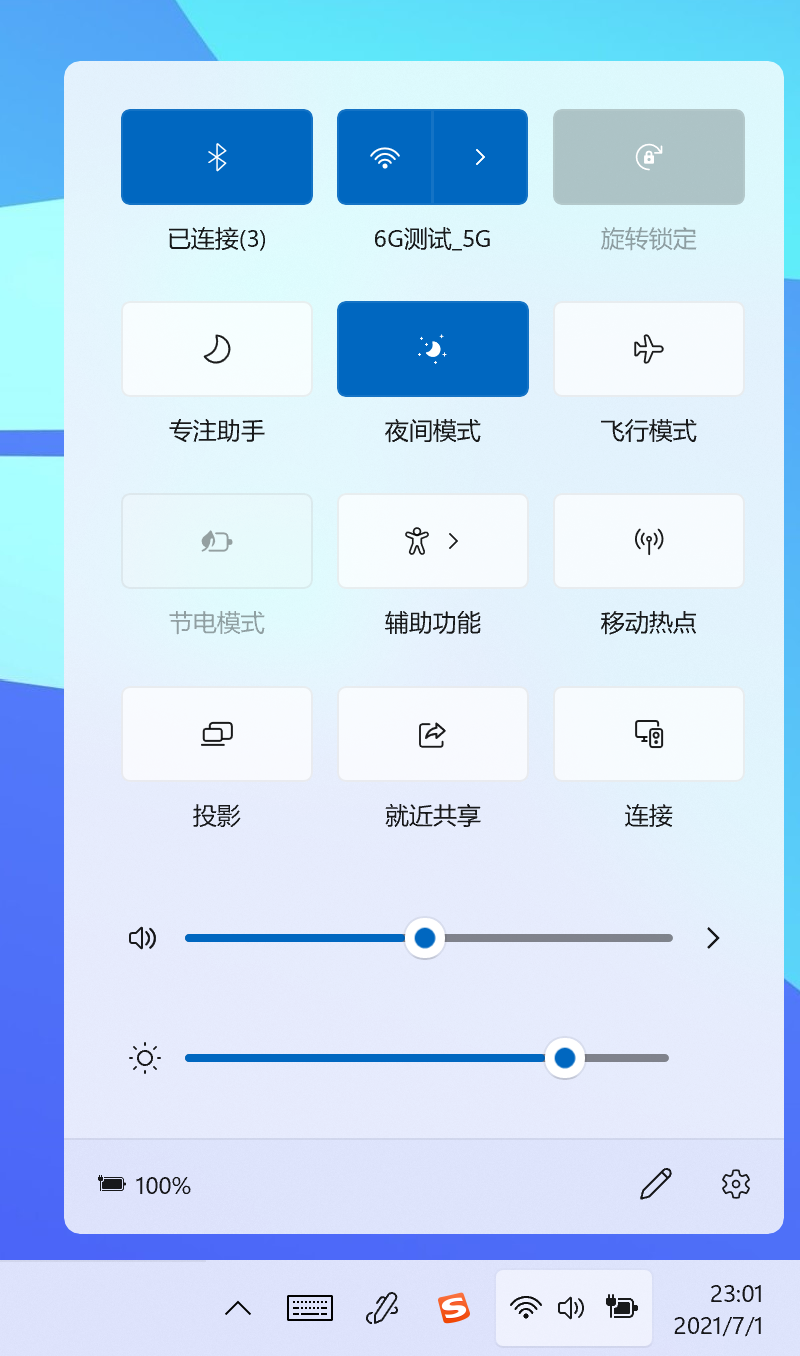 已连接(3)
6G测试_5G
旋转锁定
专注助手
夜间模式
飞行模式
节电模式
辅助功能
移动热点
投影
就近共享
连接
100%
S
23:01
2021/7/1